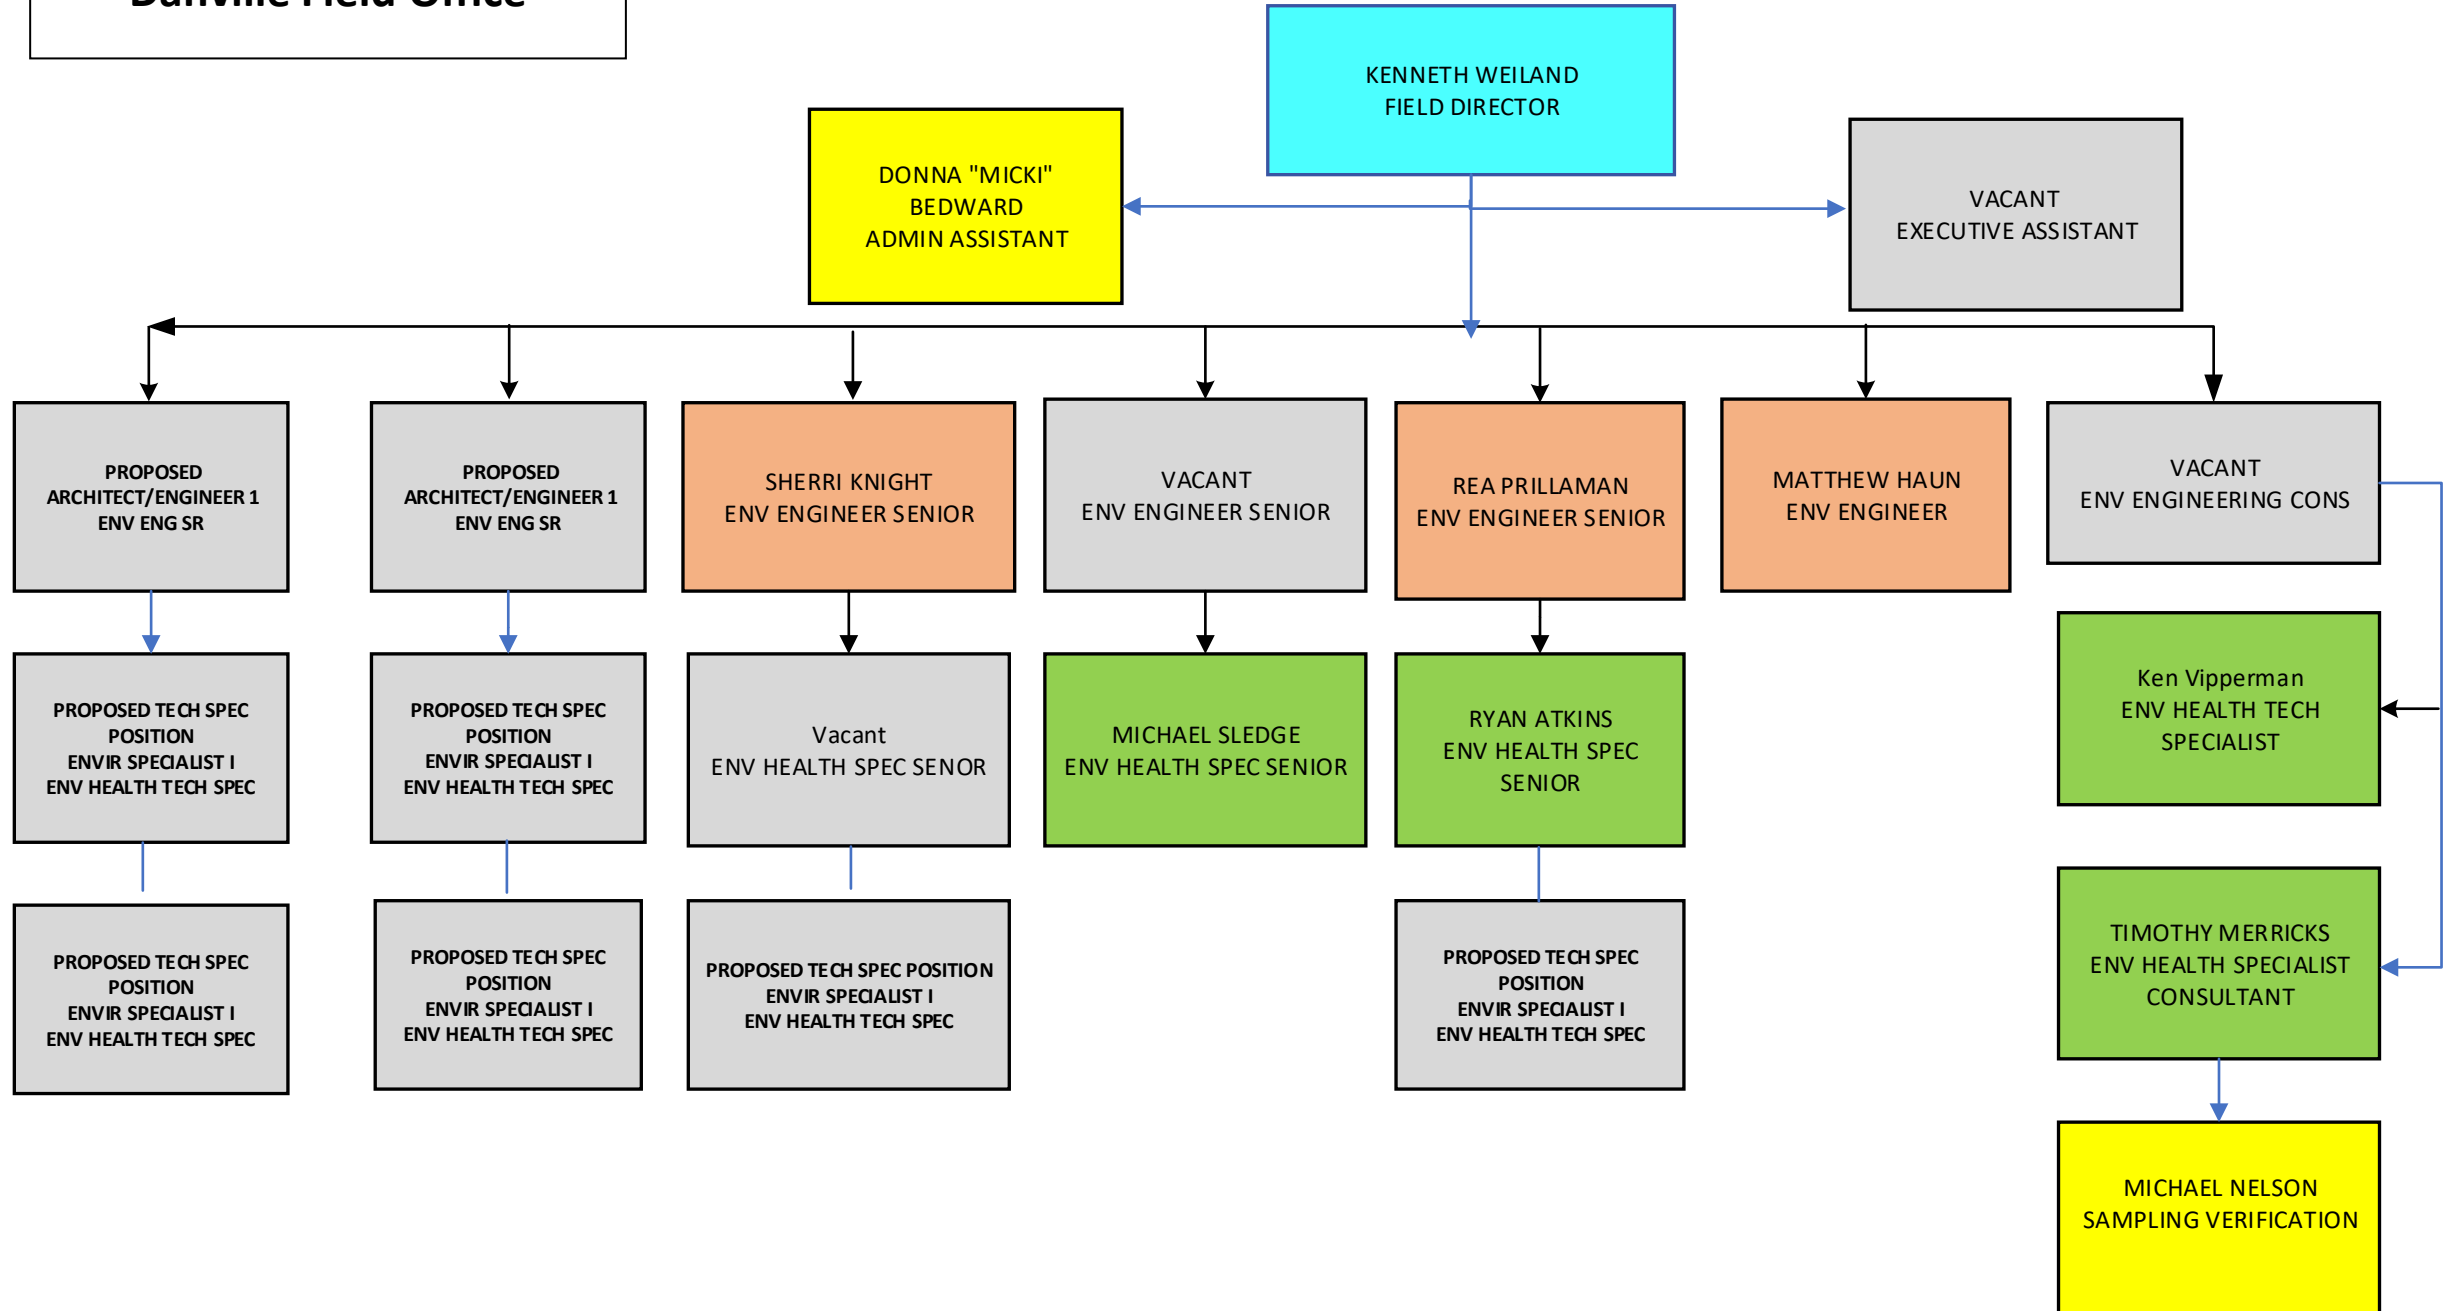 Danville Field Office
KENNETH WEILAND
FIELD DIRECTOR
DONNA "MICKI"
BEDWARD
ADMIN ASSISTANT
VACANT
EXECUTIVE ASSISTANT
PROPOSED
ARCHITECT/ENGINEER 1
ENV ENG SR
PROPOSED
ARCHITECT/ENGINEER 1
ENV ENG SR
SHERRI KNIGHT
ENV ENGINEER SENIOR
VACANT
ENV ENGINEER SENIOR
REA PRILLAMAN
ENV ENGINEER SENIOR
MATTHEW HAUN
ENV ENGINEER
VACANT
ENV ENGINEERING CONS
PROPOSED TECH SPEC
POSITION
ENVIR SPECIALIST I
ENV HEALTH TECH SPEC
PROPOSED TECH SPEC
POSITION
ENVIR SPECIALIST I
ENV HEALTH TECH SPEC
Vacant
ENV HEALTH SPEC SENOR
MICHAEL SLEDGE
ENV HEALTH SPEC SENIOR
RYAN ATKINS
ENV HEALTH SPEC
SENIOR
Ken Vipperman
ENV HEALTH TECH
SPECIALIST
PROPOSED TECH SPEC
POSITION
ENVIR SPECIALIST I
ENV HEALTH TECH SPEC
PROPOSED TECH SPEC
POSITION
ENVIR SPECIALIST I
ENV HEALTH TECH SPEC
PROPOSED TECH SPEC POSITION
ENVIR SPECIALIST I
ENV HEALTH TECH SPEC
PROPOSED TECH SPEC
POSITION
ENVIR SPECIALIST I
ENV HEALTH TECH SPEC
TIMOTHY MERRICKS
ENV HEALTH SPECIALIST
CONSULTANT
MICHAEL NELSON
SAMPLING VERIFICATION